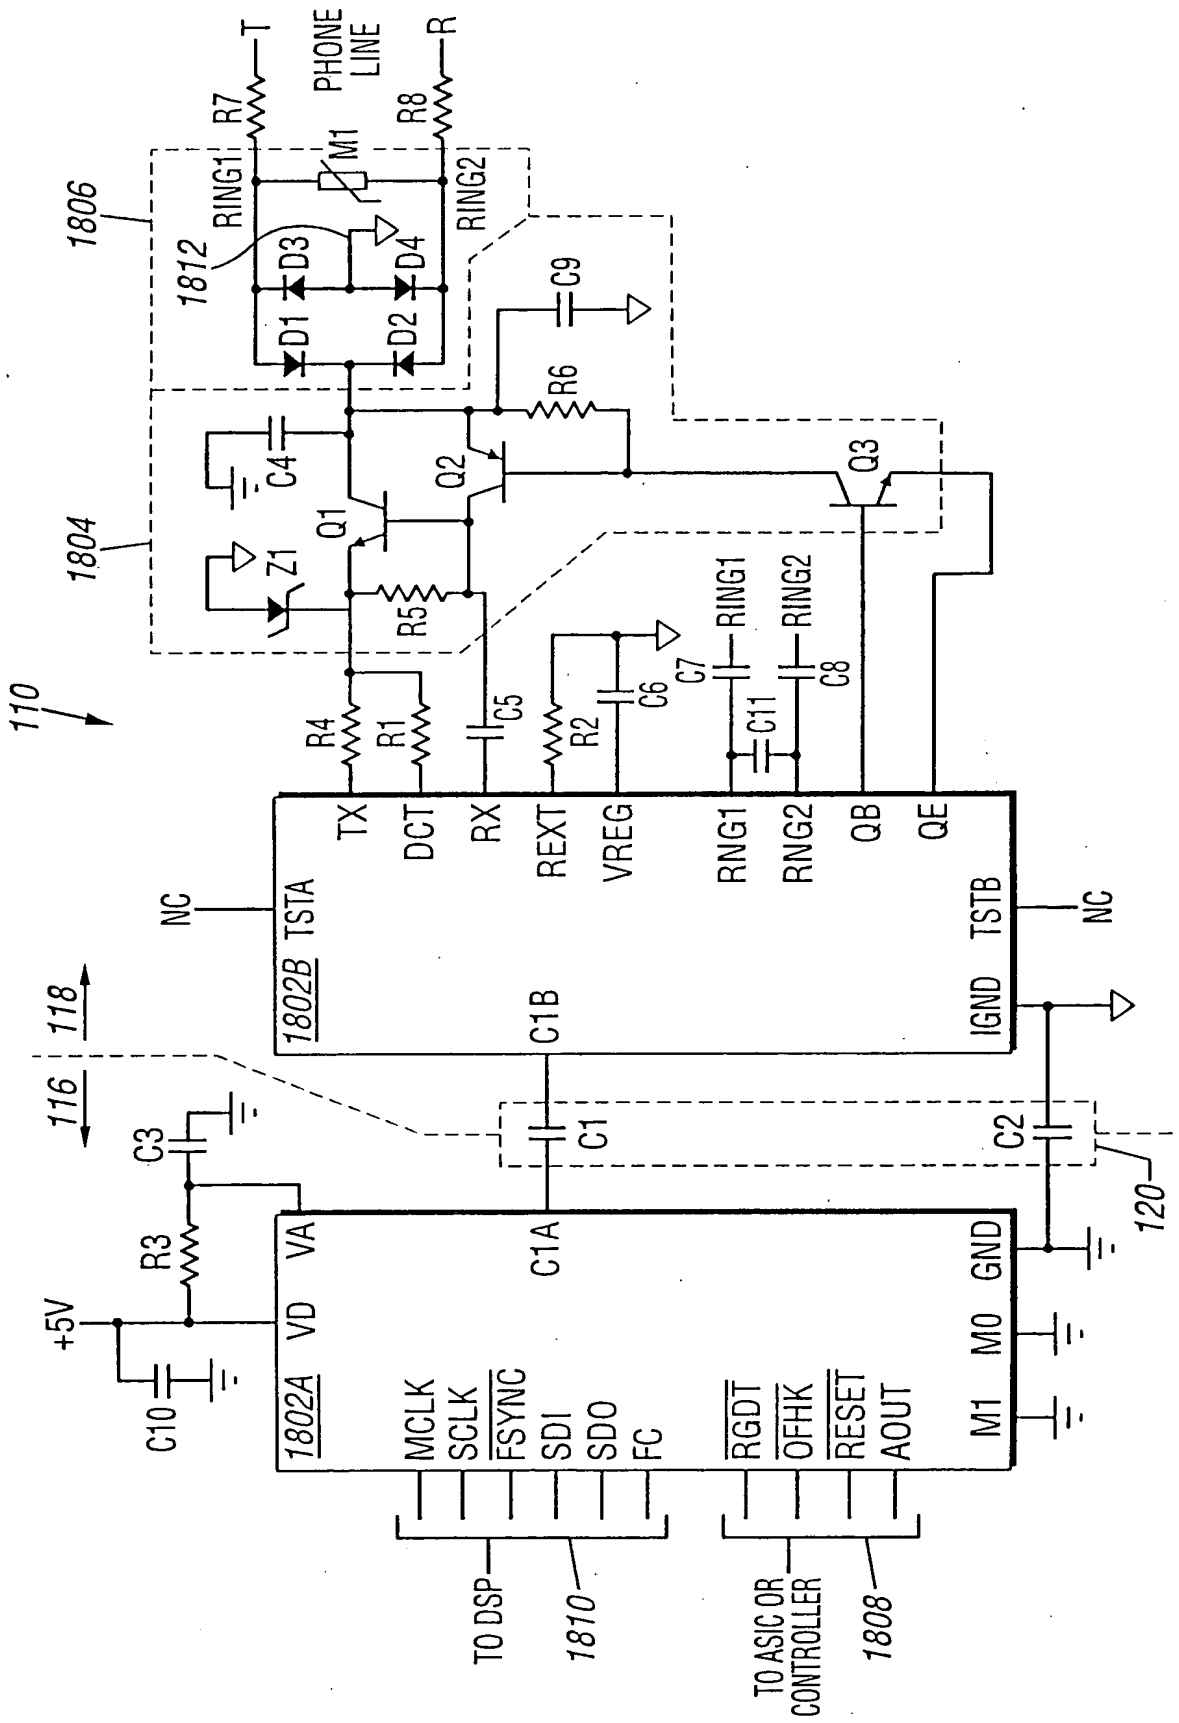 110
116
118
+5V
C10
R3
C3
1802A
VD
VA
MCLK
SCLK
FSYNC
SDI
SDO
FC
RGDT
OFHK
RESET
AOUT
M1
M0
GND
C1A
TO DSP
1810
TO ASIC OR
CONTROLLER
1808
C1
C2
120
NC
1802B
TSTA
C1B
IGND
TSTB
NC
TX
DCT
RX
REXT
VREG
RNG1
RNG2
QB
QE
R4
R1
C5
R2
C6
C7
C11
C8
RING1
RING2
1804
Z1
R5
Q1
C4
Q2
R6
C9
Q3
1806
1812
D1
D3
D2
D4
RING1
RING2
M1
R7
R8
T
PHONE
LINE
R